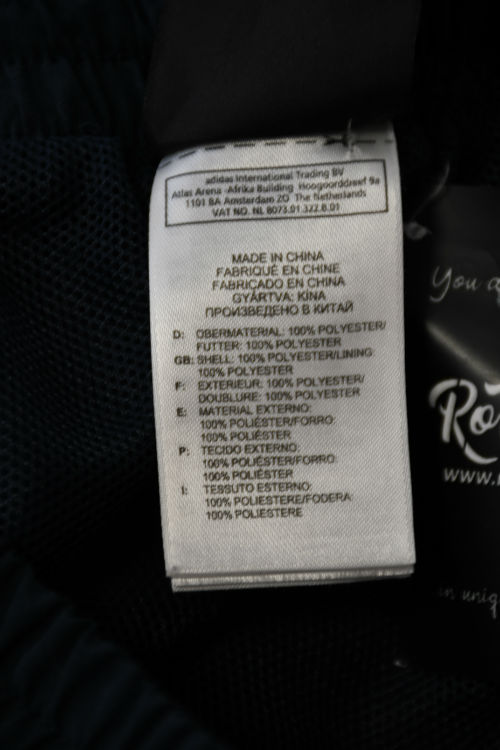 adidas International Trading BV
Atlas Arena -Afrika Building Hoogoorddreef 9a
1101 BA Amsterdam ZO The Netherlands
VAT NO. NL 8073.01.322.B.01
MADE IN CHINA
FABRIQUÉ EN CHINE
FABRICADO EN CHINA
GYÁRTVA: KÍNA
ПРОИЗВЕДЕНО В КИТАЙ
D: OBERMATERIAL: 100% POLYESTER/
FUTTER: 100% POLYESTER
GB: SHELL: 100% POLYESTER/LINING:
100% POLYESTER
F: EXTERIEUR: 100% POLYESTER/
DOUBLURE: 100% POLYESTER
E: MATERIAL EXTERNO:
100% POLIÉSTER/FORRO:
100% POLIÉSTER
P: TECIDO EXTERNO:
100% POLIÉSTER/FORRO:
100% POLIÉSTER
I: TESSUTO ESTERNO:
100% POLIESTERE/FODERA:
100% POLIESTERE
You
www.